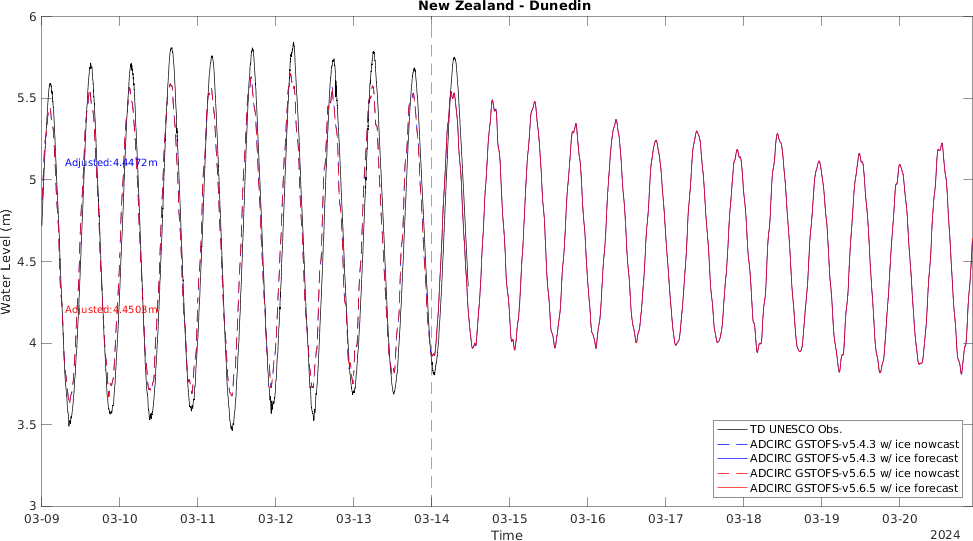 New Zealand - Dunedin
6
5.5
5
4.5
4
3.5
3
Water Level (m)
Adjusted:4.4472m
Adjusted:4.4503m
TD UNESCO Obs.
ADCIRC GSTOFS-v5.4.3 w/ ice nowcast
ADCIRC GSTOFS-v5.4.3 w/ ice forecast
ADCIRC GSTOFS-v5.6.5 w/ ice nowcast
ADCIRC GSTOFS-v5.6.5 w/ ice forecast
03-09 03-10 03-11 03-12 03-13 03-14 03-15 03-16 03-17 03-18 03-19 03-20
Time
2024